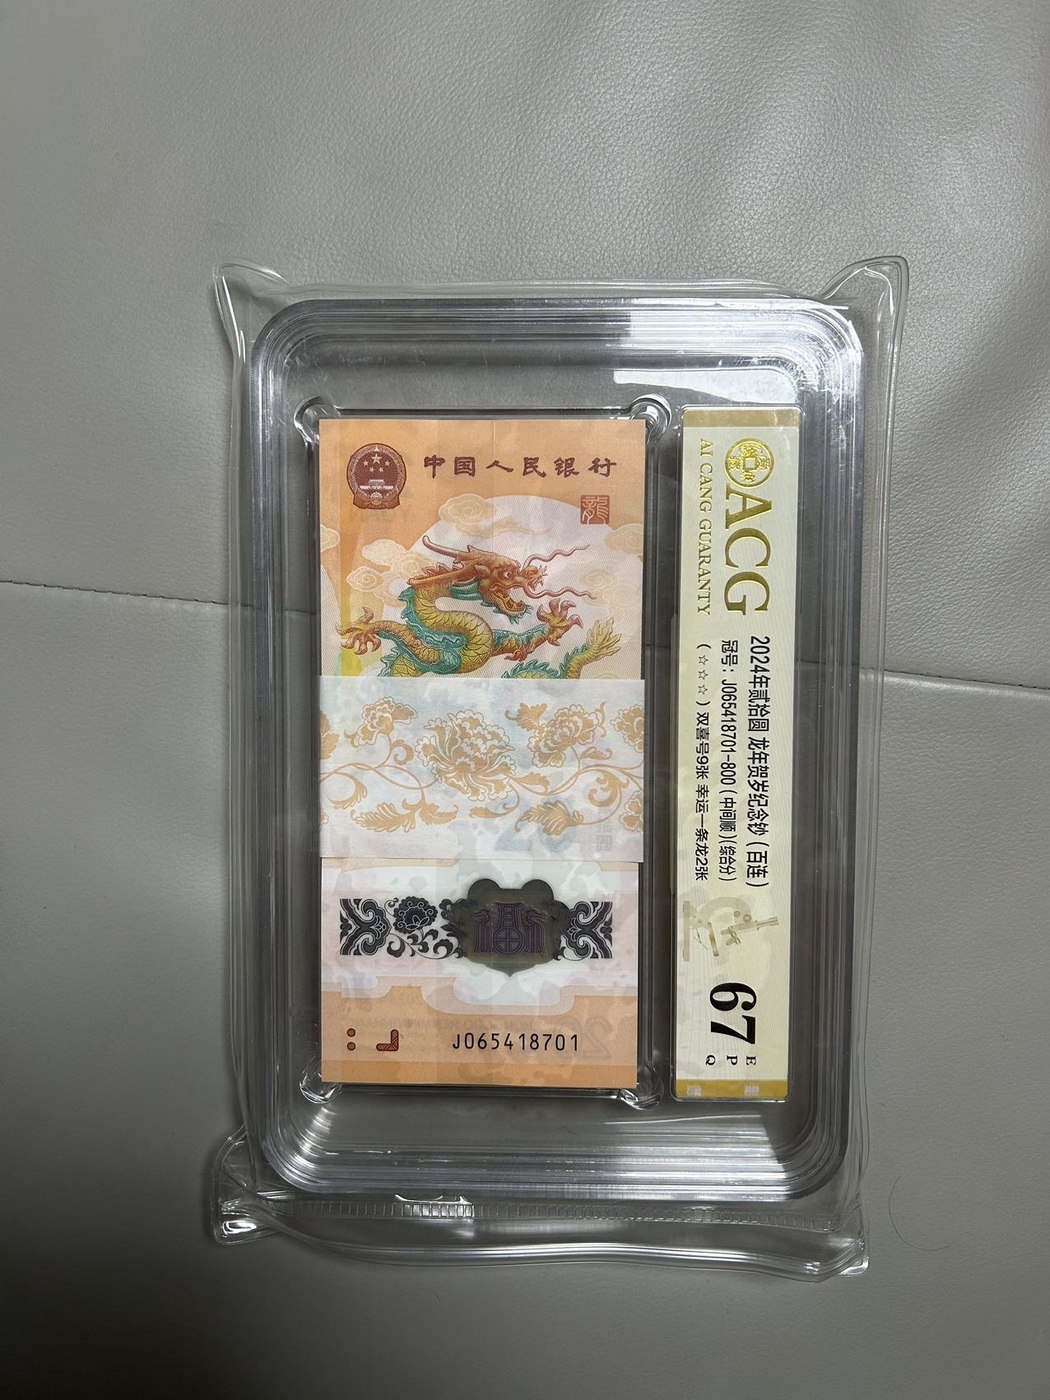 中国人民银行
龍
J065418701
ACG
AI CANG GUARANTY
2024年贰拾圆 龙年贺岁纪念钞（百连）
冠号：J065418701-800（中间顺）(综合分)
（☆☆☆）双喜号9张 幸运一条龙2张
67
E
P
Q